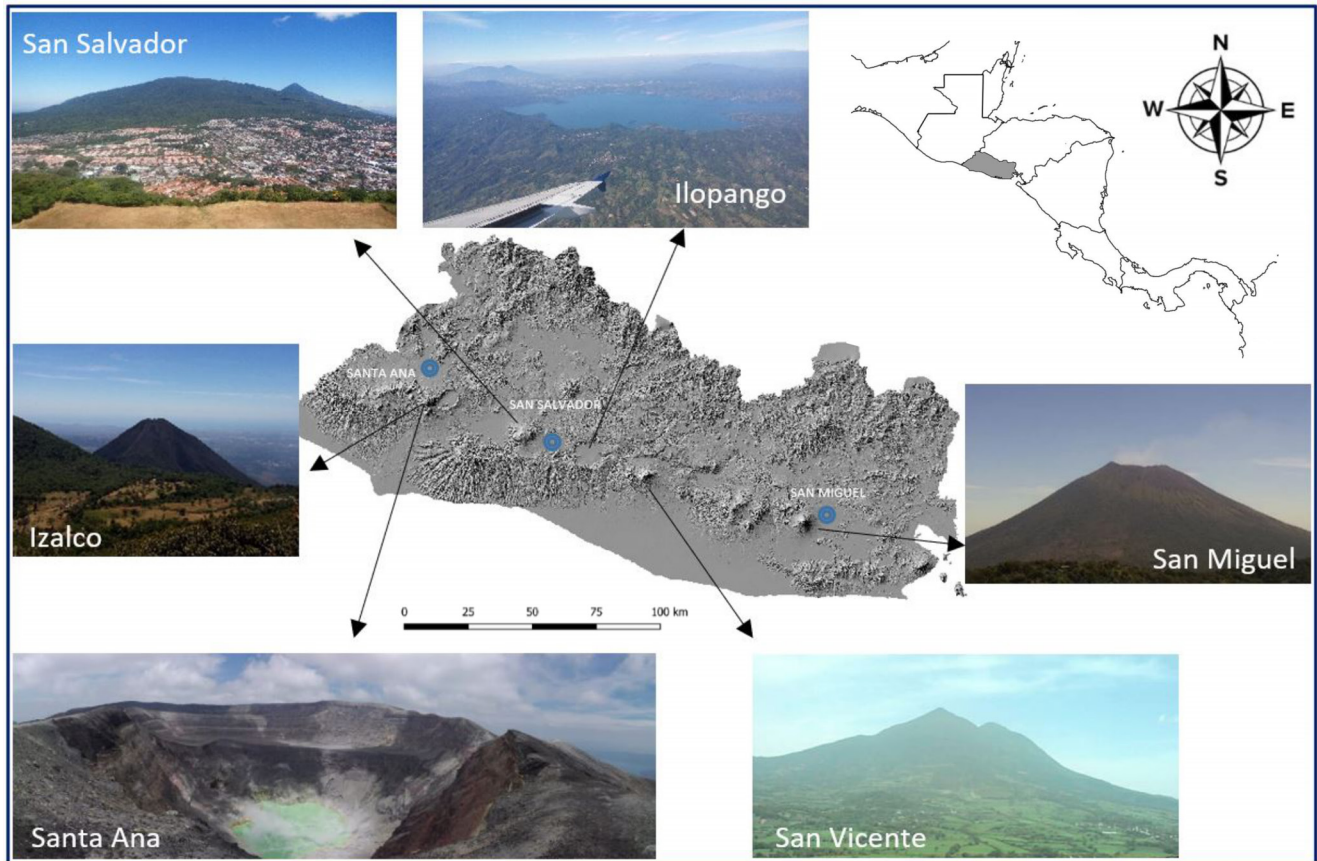 San Salvador
Ilopango
N
W
E
S
SANTA ANA
SAN SALVADOR
SAN MIGUEL
Izalco
San Miguel
0 25 50 75 100 km
Santa Ana
San Vicente